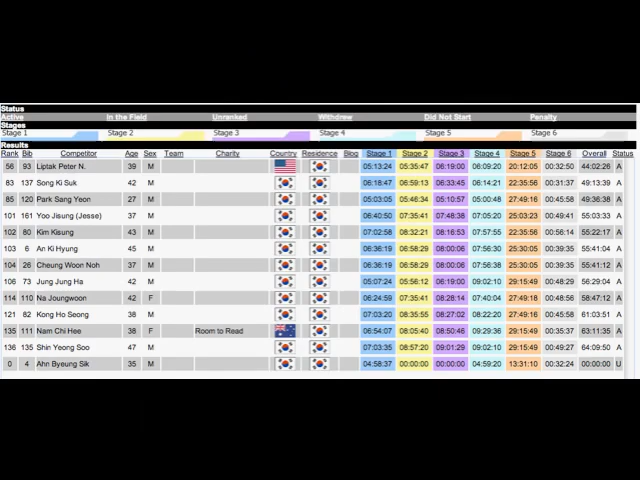 Status
Active In the Field Unranked Withdrew Did Not Start Penalty
Stages
Stage 1 Stage 2 Stage 3 Stage 4 Stage 5 Stage 6
Results
Rank Bib Competitor Age Sex Team Charity Country Residence Blog Stage 1 Stage 2 Stage 3 Stage 4 Stage 5 Stage 6 Overall Status
56 93 Liptak Peter N. 39 M 05:13:24 05:35:47 06:19:00 06:09:20 20:12:05 00:32:50 44:02:26 A
83 137 Song Ki Suk 42 M 06:18:47 06:59:13 06:33:45 06:14:21 22:35:56 00:31:37 49:13:39 A
85 120 Park Sang Yeon 27 M 05:03:05 05:46:34 05:10:57 05:00:48 27:49:16 00:45:58 49:36:38 A
101 161 Yoo Jisung (Jesse) 37 M 06:40:50 07:35:41 07:48:38 07:05:20 25:03:23 00:49:41 55:03:33 A
102 80 Kim Kisung 43 M 07:02:58 08:32:21 08:16:53 07:57:55 22:35:56 00:56:14 55:22:17 A
103 6 An Ki Hyung 45 M 06:36:19 06:58:29 08:00:06 07:56:30 25:30:05 00:39:35 55:41:04 A
104 26 Cheung Woon Noh 37 M 06:36:19 06:58:29 08:00:06 07:56:38 25:30:05 00:39:35 55:41:12 A
106 73 Jung Jung Ha 42 M 05:07:24 05:56:12 06:19:00 09:02:10 29:15:49 00:48:29 56:29:04 A
114 110 Na Joungwoon 42 F 06:24:59 07:35:41 08:28:14 07:40:04 27:49:18 00:48:56 58:47:12 A
121 82 Kong Ho Seong 38 M 07:03:20 08:35:55 08:27:02 08:22:20 27:49:16 00:45:58 61:03:51 A
135 111 Nam Chi Hee 38 F Room to Read 06:54:07 08:05:40 08:50:46 09:29:36 29:15:49 00:35:37 63:11:35 A
136 135 Shin Yeong Soo 47 M 07:03:35 08:57:20 09:01:29 09:02:10 29:15:49 00:49:27 64:09:50 A
0 4 Ahn Byeung Sik 35 M 04:58:37 00:00:00 00:00:00 04:59:20 13:31:10 00:32:24 00:00:00 U